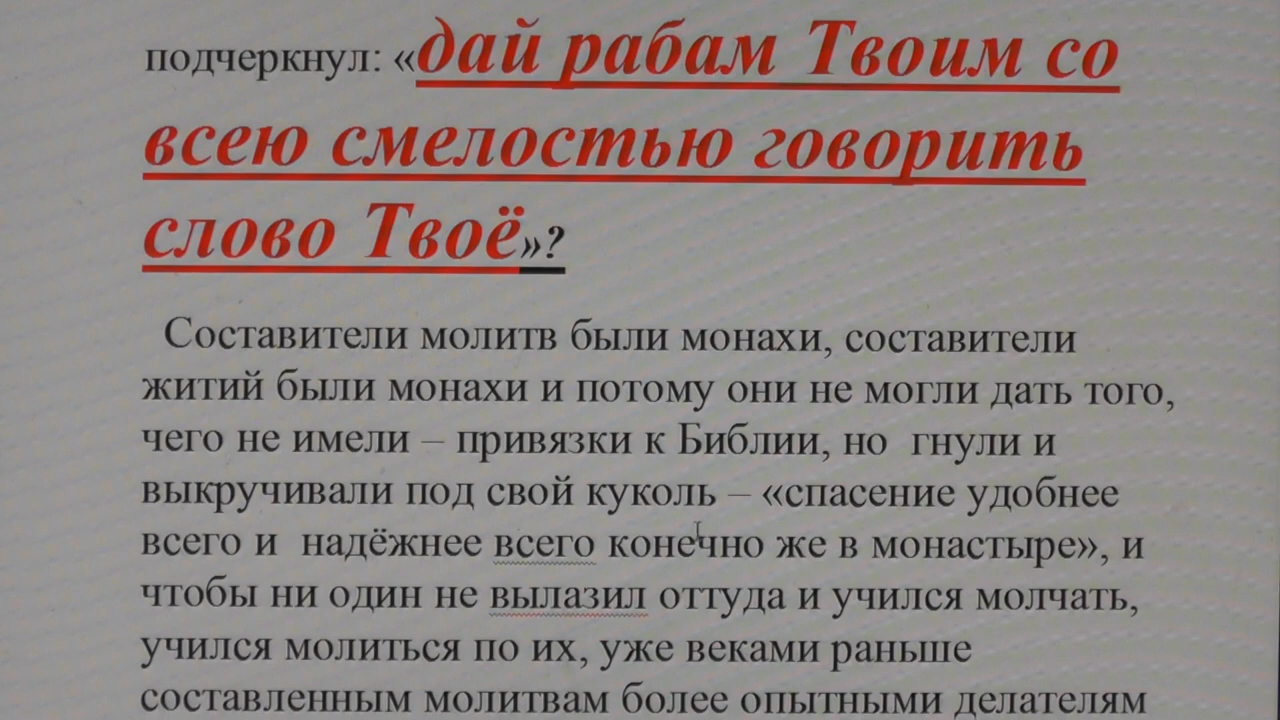 подчеркнул: «дай рабам Твоим со
всею смелостью говорить
слово Твоё»?
Составители молитв были монахи, составители
житий были монахи и потому они не могли дать того,
чего не имели – привязки к Библии, но  гнули и
выкручивали под свой куколь – «спасение удобнее
всего и  надёжнее всего конечно же в монастыре», и
чтобы ни один не вылазил оттуда и учился молчать,
учился молиться по их, уже веками раньше
составленным молитвам более опытными делателям